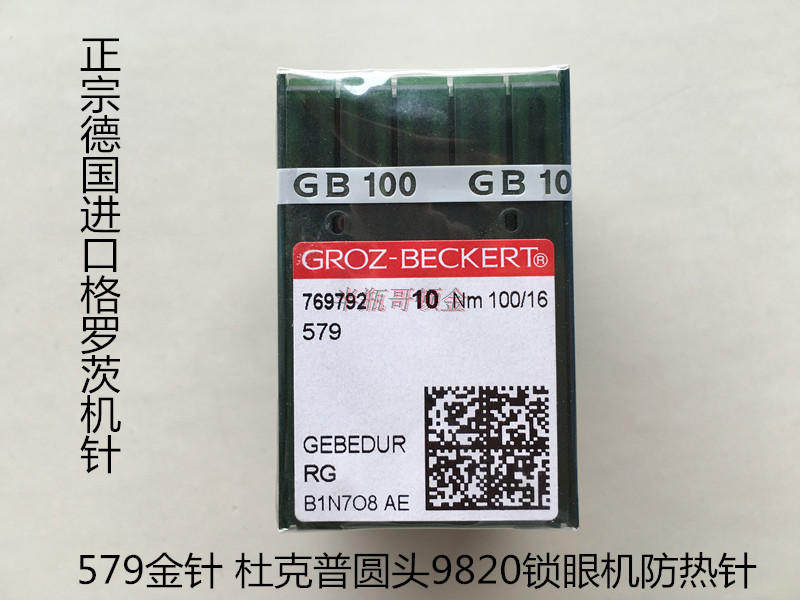 正宗德国进口格罗茨机针
GB 100 GB 10
GROZ-BECKERT®
769792 10 Nm 100/16
579
GEBEDUR
RG
B1N7O8 AE
579金针 杜克普圆头9820锁眼机防热针